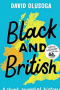 DAVID OLUSOGA
Black
AND
British
A short, essential history